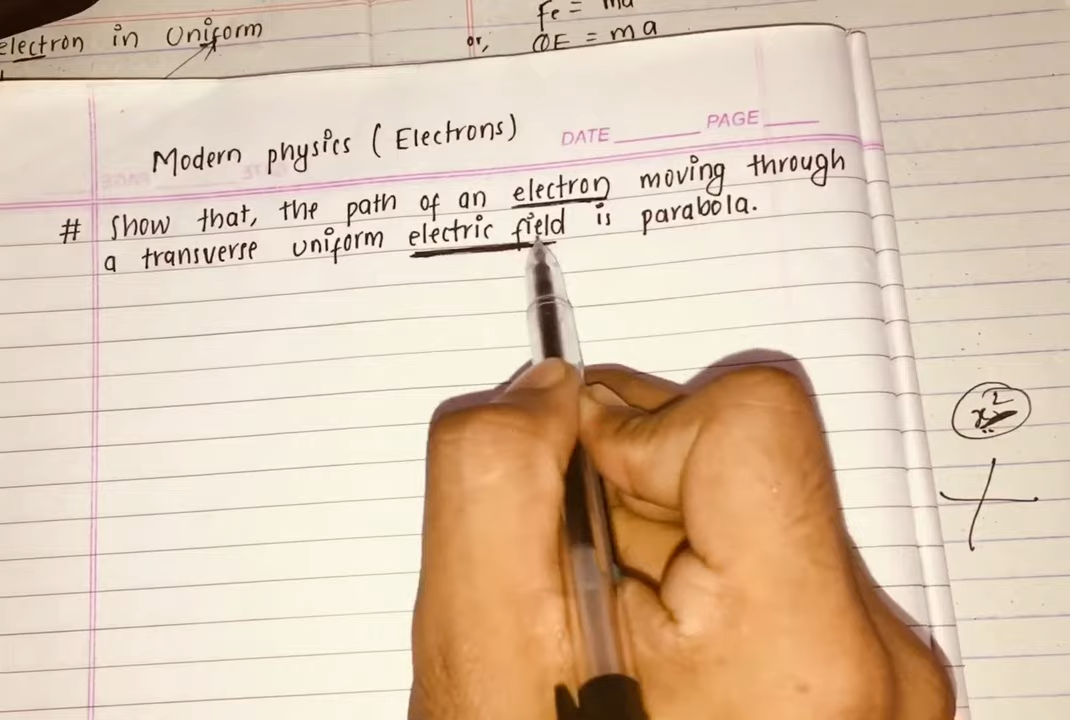 electron in Uniform
Fe = ma
or, QE = ma
Modern physics ( Electrons)
DATE
PAGE
# Show that, the path of an electron moving through
a transverse uniform electric field is parabola.